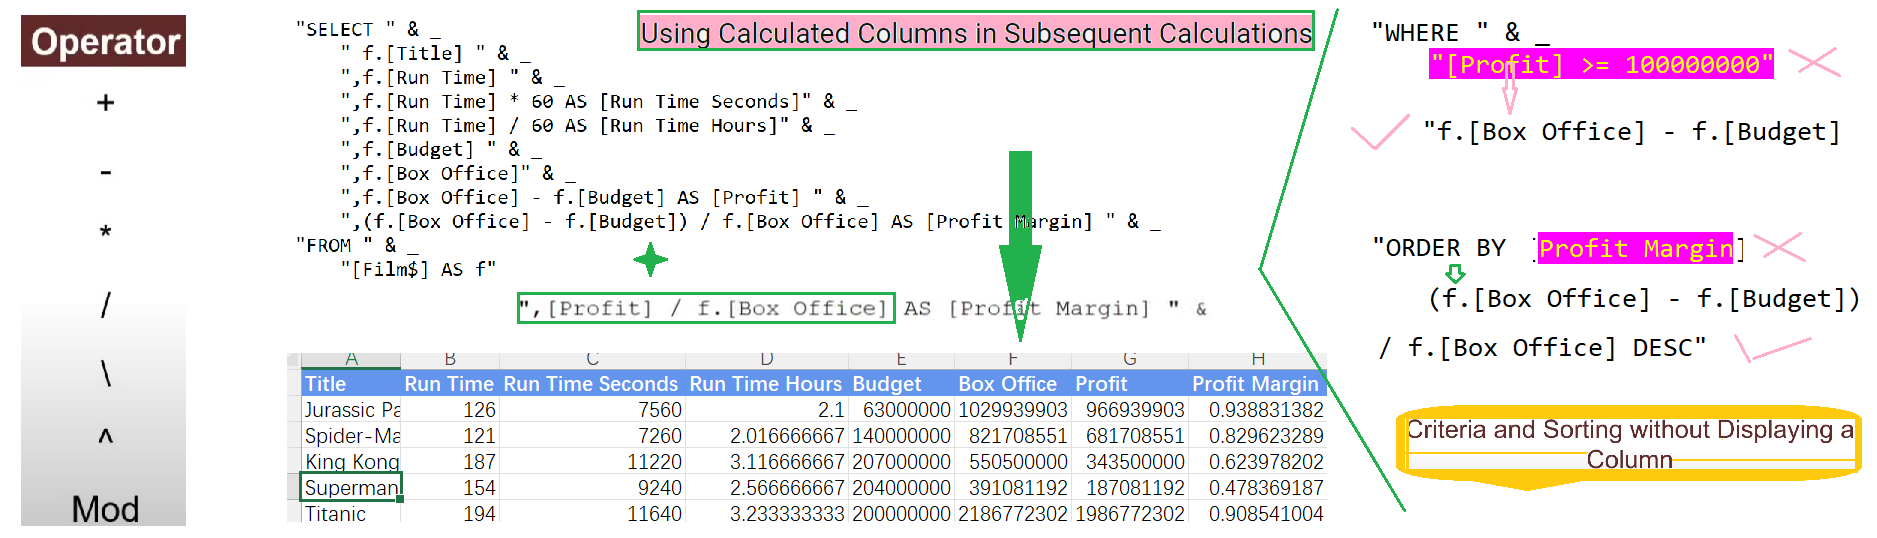 Operator
+
-
*
/
\
^
Mod
"SELECT " & _
" f.[Title] " & _
",f.[Run Time] " & _
",f.[Run Time] * 60 AS [Run Time Seconds]" & _
",f.[Run Time] / 60 AS [Run Time Hours]" & _
",f.[Budget] " & _
",f.[Box Office]" & _
",f.[Box Office] - f.[Budget] AS [Profit] " & _
",(f.[Box Office] - f.[Budget]) / f.[Box Office] AS [Profit Margin] " & _
"FROM " & _
"[Film$] AS f"
Using Calculated Columns in Subsequent Calculations
",[Profit] / f.[Box Office] AS [Profit Margin] " &
A B C D E F G H
Title Run Time Run Time Seconds Run Time Hours Budget Box Office Profit Profit Margin
Jurassic Pa 126 7560 2.1 63000000 1029939903 966939903 0.938831382
Spider-Ma 121 7260 2.016666667 140000000 821708551 681708551 0.829623289
King Kong 187 11220 3.116666667 207000000 550500000 343500000 0.623978202
Superman 154 9240 2.566666667 204000000 391081192 187081192 0.478369187
Titanic 194 11640 3.233333333 200000000 2186772302 1986772302 0.908541004
"WHERE " & _
"[Profit] >= 100000000"
"f.[Box Office] - f.[Budget]
"ORDER BY [Profit Margin]
(f.[Box Office] - f.[Budget])
/ f.[Box Office] DESC"
Criteria and Sorting without Displaying a
Column